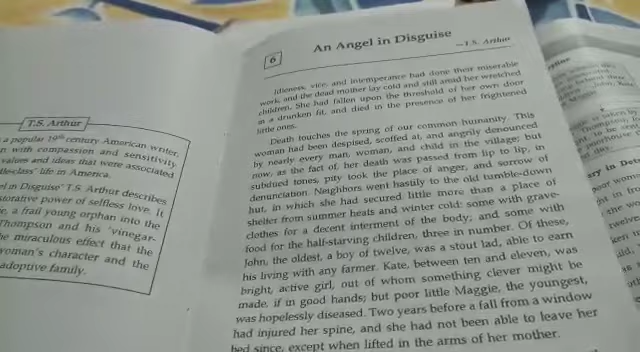 T.S. Arthur
a popular 19th century American writer,
with compassion and sensitivity
values and ideas that were associated
life in America.
in Disguise' T.S. Arthur describes
power of selfless love. It
a frail young orphan into the
Thompson and his 'vinegar-
miraculous effect that the
woman's character and the
adoptive family.
6
An Angel in Disguise
—T.S. Arthur
Idleness, vice, and intemperance had done their miserable
work, and the dead mother lay cold and still amid her wretched
children. She had fallen upon the threshold of her own door
in a drunken fit, and died in the presence of her frightened
little ones.
Death touches the spring of our common humanity. This
woman had been despised, scoffed at, and angrily denounced
by nearly every man, woman, and child in the village; but
now, as the fact of, her death was passed from lip to lip, in
subdued tones, pity took the place of anger, and sorrow of
denunciation. Neighbors went hastily to the old tumble-down
hut, in which she had secured little more than a place of
shelter from summer heats and winter cold: some with grave-
clothes for a decent interment of the body; and some with
food for the half-starving children, three in number. Of these,
John, the oldest, a boy of twelve, was a stout lad, able to earn
his living with any farmer. Kate, between ten and eleven, was
bright, active girl, out of whom something clever might be
made, if in good hands; but poor little Maggie, the youngest,
was hopelessly diseased. Two years before a fall from a window
had injured her spine, and she had not been able to leave her
bed since, except when lifted in the arms of her mother.